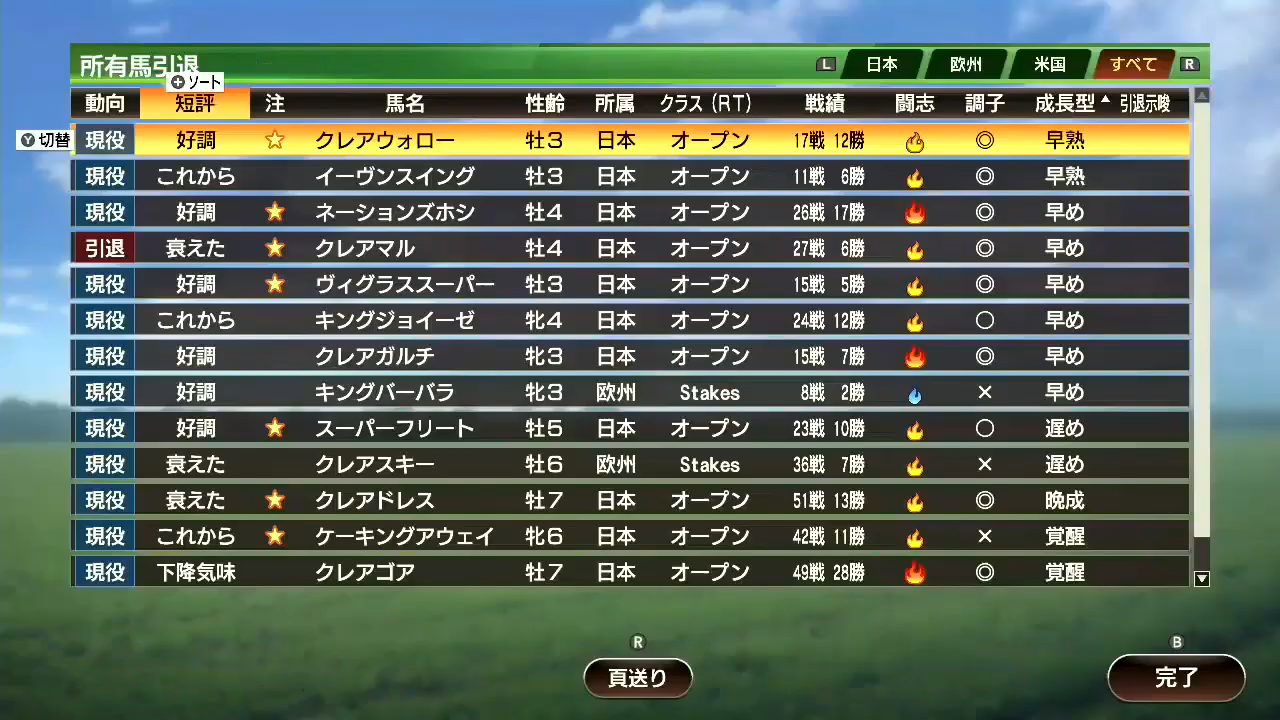 所有馬引退 L 日本 欧州 米国 すべて R
+ソート
動向 短評 注 馬名 性齢 所属 クラス(RT) 戦績 闘志 調子 成長型 引退示唆
Y切替 現役 好調 ☆ クレアウォロー 牡3 日本 オープン 17戦 12勝 ◎ 早熟
現役 これから イーヴンスイング 牡3 日本 オープン 11戦 6勝 ◎ 早熟
現役 好調 ★ ネーションズホシ 牡4 日本 オープン 26戦 17勝 ◎ 早め
引退 衰えた ★ クレアマル 牡4 日本 オープン 27戦 6勝 ◎ 早め
現役 好調 ★ ヴィグラススーパー 牡3 日本 オープン 15戦 5勝 ◎ 早め
現役 これから キングジョイーゼ 牝4 日本 オープン 24戦 12勝 ○ 早め
現役 好調 クレアガルチ 牝3 日本 オープン 15戦 7勝 ◎ 早め
現役 好調 キングバーバラ 牝3 欧州 Stakes 8戦 2勝 × 早め
現役 好調 ★ スーパーフリート 牡5 日本 オープン 23戦 10勝 ○ 遅め
現役 衰えた クレアスキー 牡6 欧州 Stakes 36戦 7勝 × 遅め
現役 衰えた ★ クレアドレス 牡7 日本 オープン 51戦 13勝 ◎ 晩成
現役 これから ★ ケーキングアウェイ 牝6 日本 オープン 42戦 11勝 × 覚醒
現役 下降気味 クレアゴア 牡7 日本 オープン 49戦 28勝 ◎ 覚醒
R
頁送り
B
完了